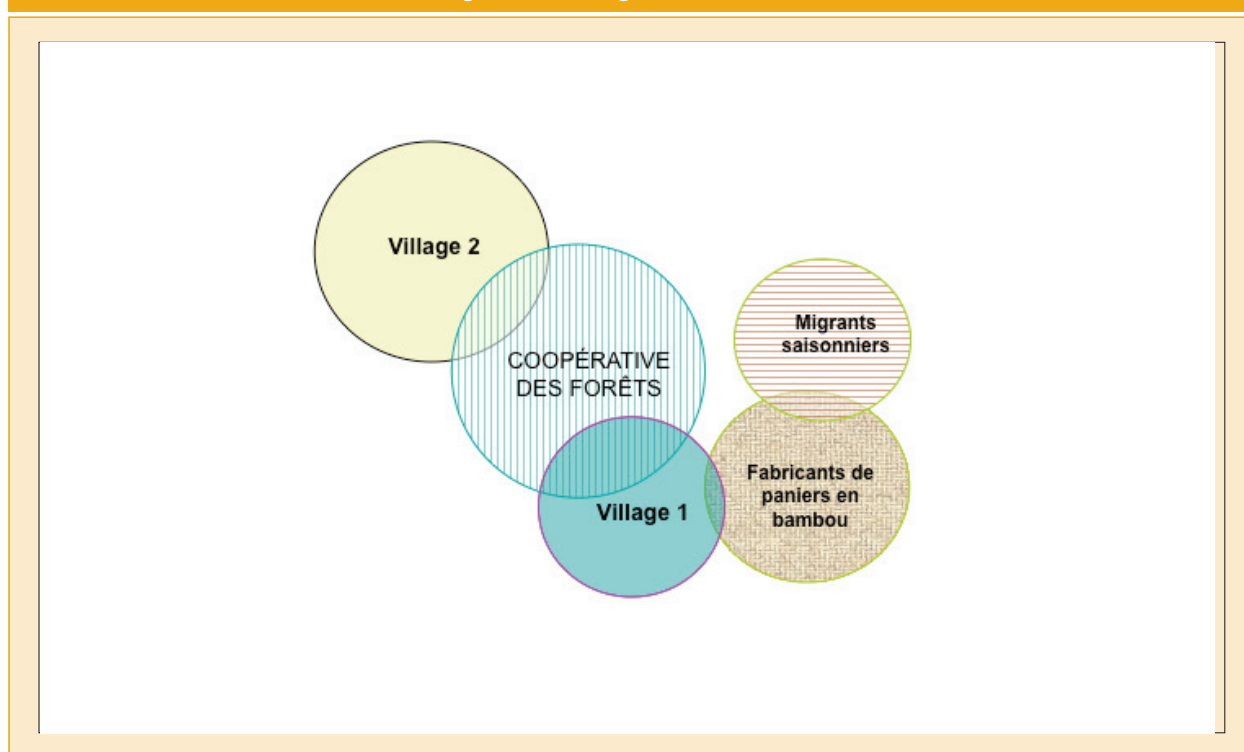 Village 2
COOPÉRATIVE
DES FORÊTS
Migrants
saisonniers
Fabricants de
paniers en
bambou
Village 1